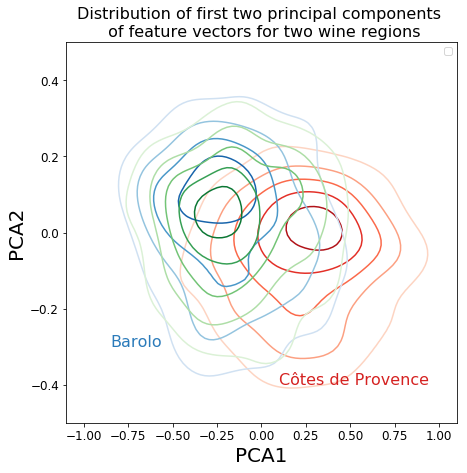 Distribution of first two principal components
of feature vectors for two wine regions
PCA2
0.4
0.2
0.0
−0.2
−0.4
Barolo
Côtes de Provence
−1.00 −0.75 −0.50 −0.25 0.00 0.25 0.50 0.75 1.00
PCA1